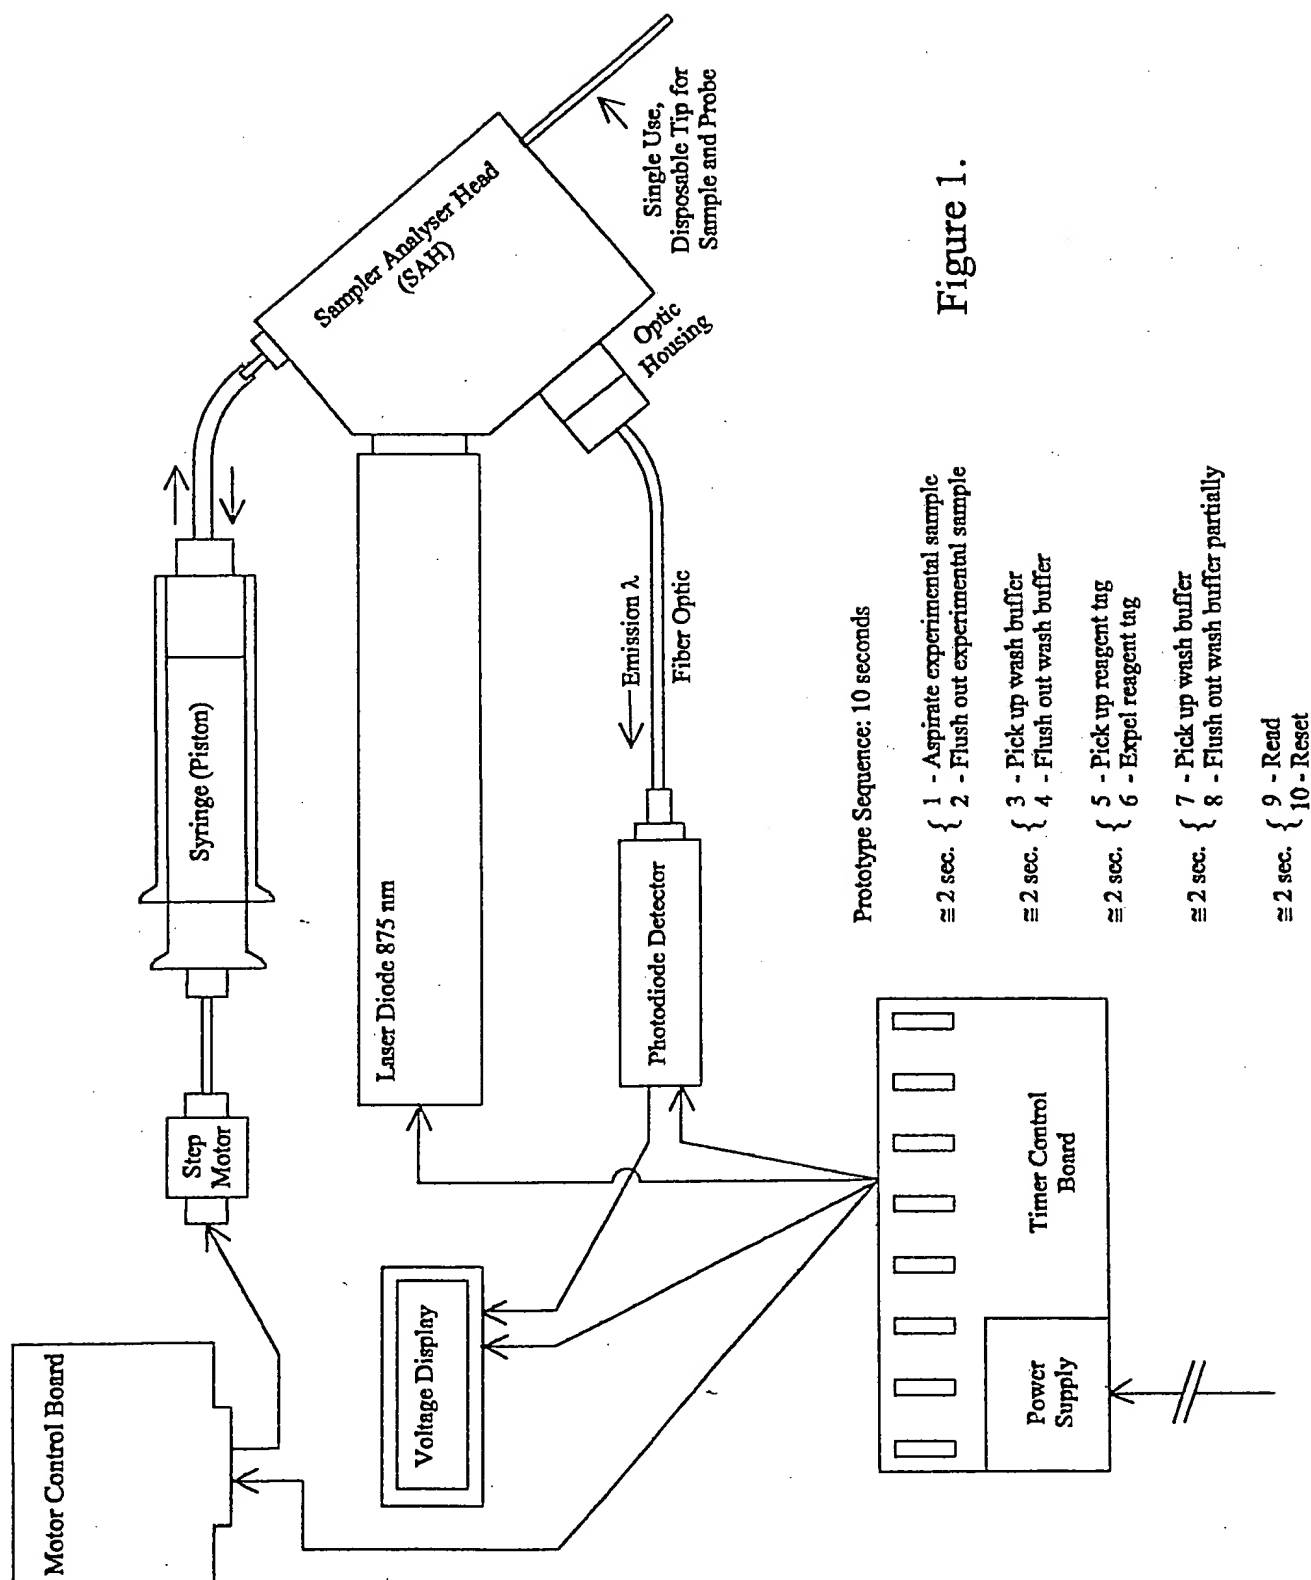 Motor Control Board
Step
Motor
Syringe (Piston)
Sampler Analyser Head
(SAH)
Single Use,
Disposable Tip for
Sample and Probe
Laser Diode 875 nm
Optic
Housing
Voltage Display
Photodiode Detector
Emission λ
Fiber Optic
Power
Supply
Timer Control
Board
Prototype Sequence: 10 seconds
≅2 sec. { 1 - Aspirate experimental sample
2 - Flush out experimental sample
≅2 sec. { 3 - Pick up wash buffer
4 - Flush out wash buffer
≅2 sec. { 5 - Pick up reagent tag
6 - Expel reagent tag
≅2 sec. { 7 - Pick up wash buffer
8 - Flush out wash buffer partially
≅2 sec. { 9 - Read
10 - Reset
Figure 1.